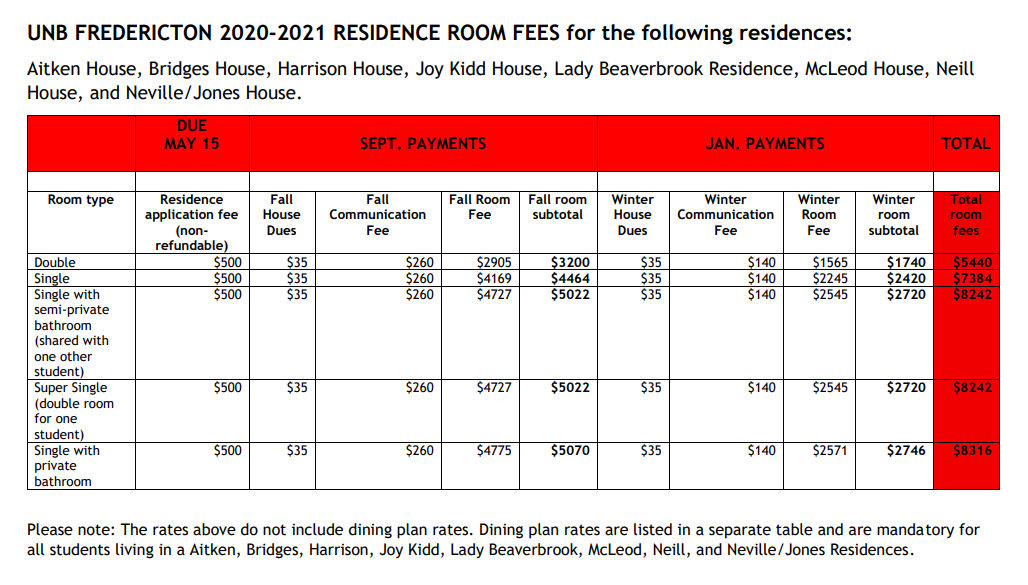 UNB FREDERICTON 2020-2021 RESIDENCE ROOM FEES for the following residences:
Aitken House, Bridges House, Harrison House, Joy Kidd House, Lady Beaverbrook Residence, McLeod House, Neill
House, and Neville/Jones House.
DUE
MAY 15
SEPT. PAYMENTS
JAN. PAYMENTS
TOTAL
Room type
Residence
application fee
(non-
refundable)
Fall
House
Dues
Fall
Communication
Fee
Fall Room
Fee
Fall room
subtotal
Winter
House
Dues
Winter
Communication
Fee
Winter
Room
Fee
Winter
room
subtotal
Total
room
fees
Double $500 $35 $260 $2905 $3200 $35 $140 $1565 $1740 $5440
Single $500 $35 $260 $4169 $4464 $35 $140 $2245 $2420 $7384
Single with $500 $35 $260 $4727 $5022 $35 $140 $2545 $2720 $8242
semi-private
bathroom
(shared with
one other
student)
Super Single $500 $35 $260 $4727 $5022 $35 $140 $2545 $2720 $8242
(double room
for one
student)
Single with $500 $35 $260 $4775 $5070 $35 $140 $2571 $2746 $8316
private
bathroom
Please note: The rates above do not include dining plan rates. Dining plan rates are listed in a separate table and are mandatory for
all students living in a Aitken, Bridges, Harrison, Joy Kidd, Lady Beaverbrook, McLeod, Neill, and Neville/Jones Residences.